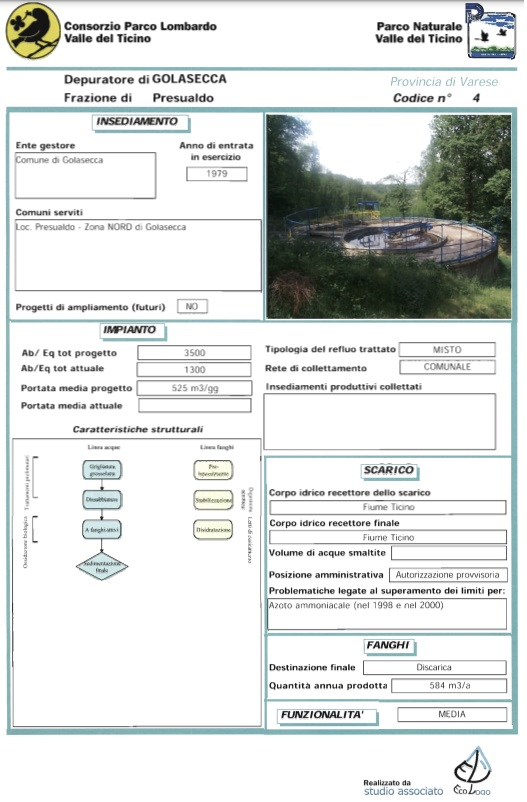 Consorzio Parco Lombardo
Valle del Ticino
Parco Naturale
Valle del Ticino
Depuratore di GOLASECCA
Frazione di Presualdo
Provincia di Varese
Codice n° 4
INSEDIAMENTO
Ente gestore
Comune di Golasecca
Anno di entrata
in esercizio
1979
Comuni serviti
Loc. Presualdo - Zona NORD di Golasecca
Progetti di ampliamento (futuri) NO
IMPIANTO
Ab/ Eq tot progetto 3500
Ab/Eq tot attuale 1300
Portata media progetto 525 m3/gg
Portata media attuale
Tipologia del refluo trattato MISTO
Rete di collettamento COMUNALE
Insediamenti produttivi collettati
Caratteristiche strutturali
Linea acque
Linea fanghi
Trattamenti preliminari
Grigliatura
grossolana
Dissabbiatura
Ossidazione biologica
A fanghi attivi
Sedimentazione
finale
Pre-
ispessimento
Stabilizzazione
Disidratazione
SCARICO
Corpo idrico recettore dello scarico
Fiume Ticino
Corpo idrico recettore finale
Fiume Ticino
Volume di acque smaltite
Posizione amministrativa Autorizzazione provvisoria
Problematiche legate al superamento dei limiti per:
Azoto ammoniacale (nel 1998 e nel 2000)
FANGHI
Destinazione finale Discarica
Quantità annua prodotta 584 m3/a
FUNZIONALITA' MEDIA
Realizzato da
studio associato
Eco Logo